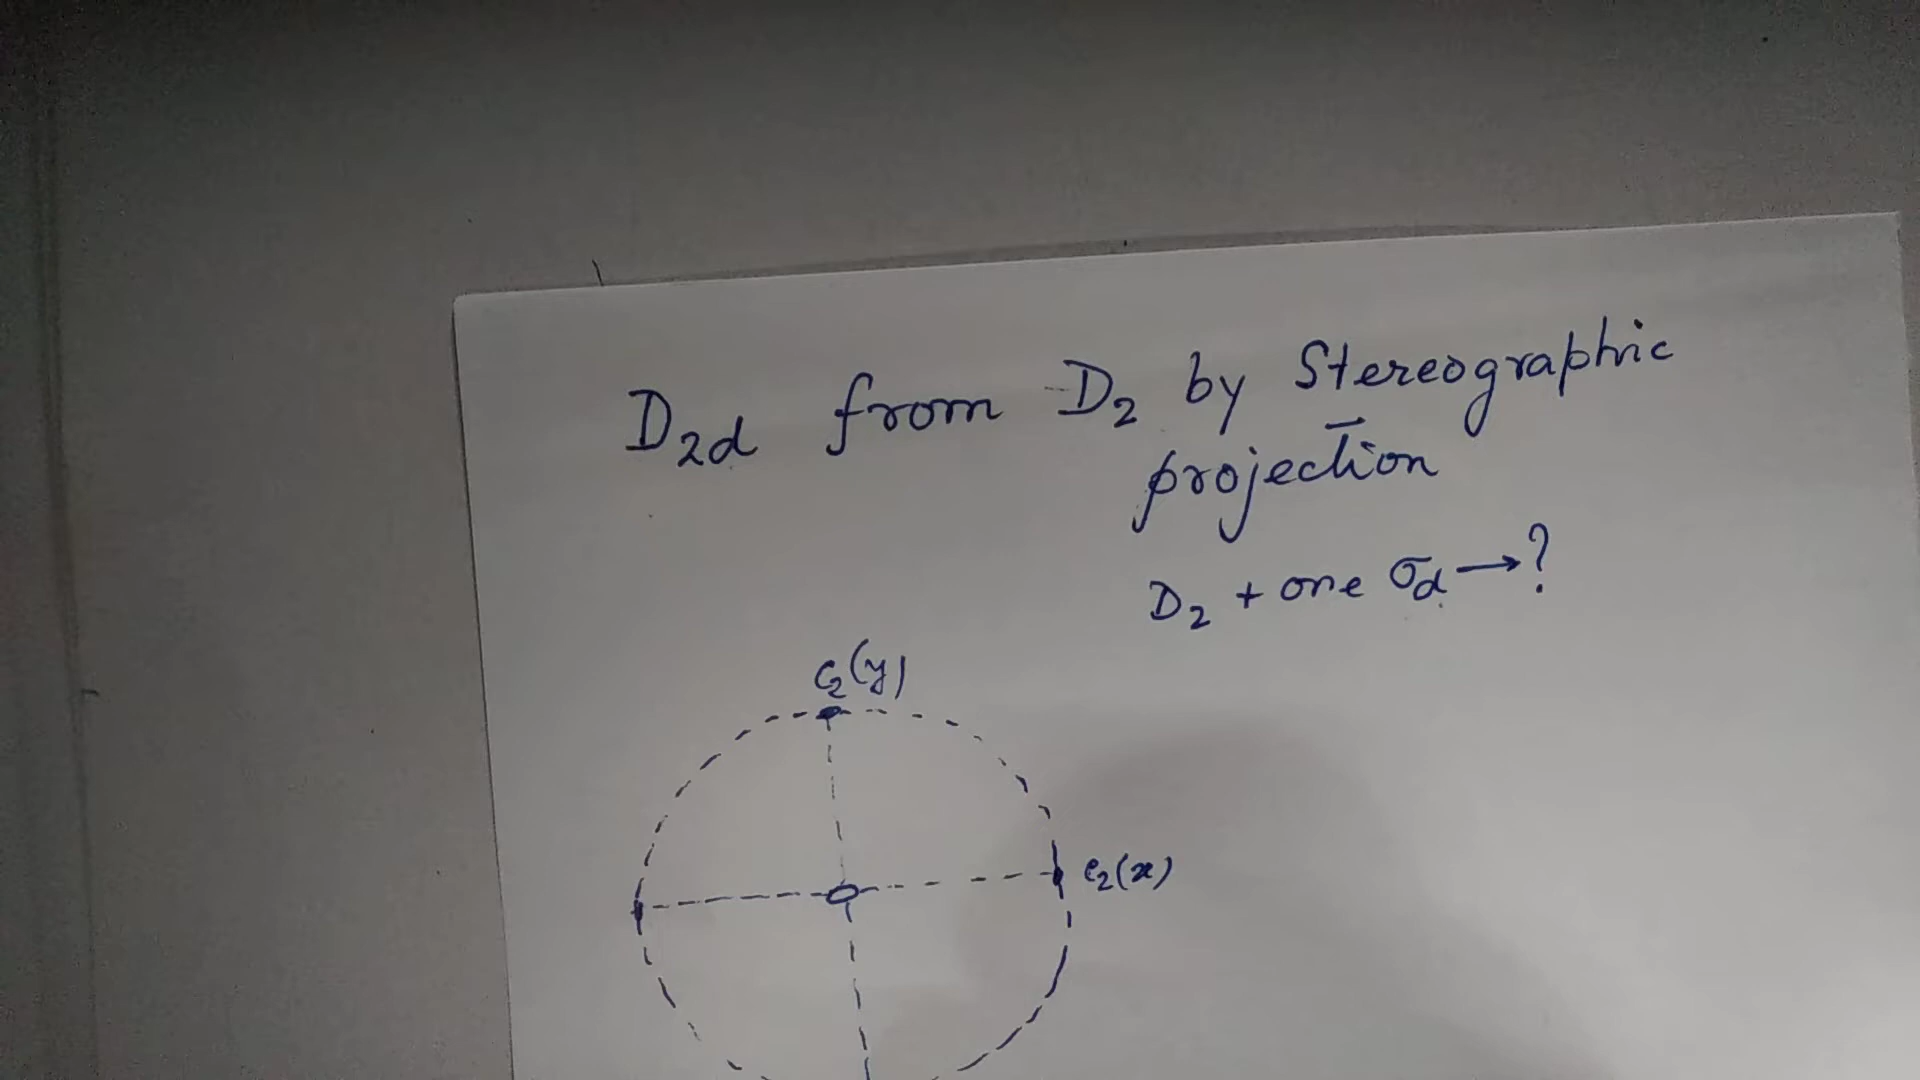 D₂d from D₂ by Stereographic
projection
D₂ + one σd → ?
C₂(y)
C₂(x)